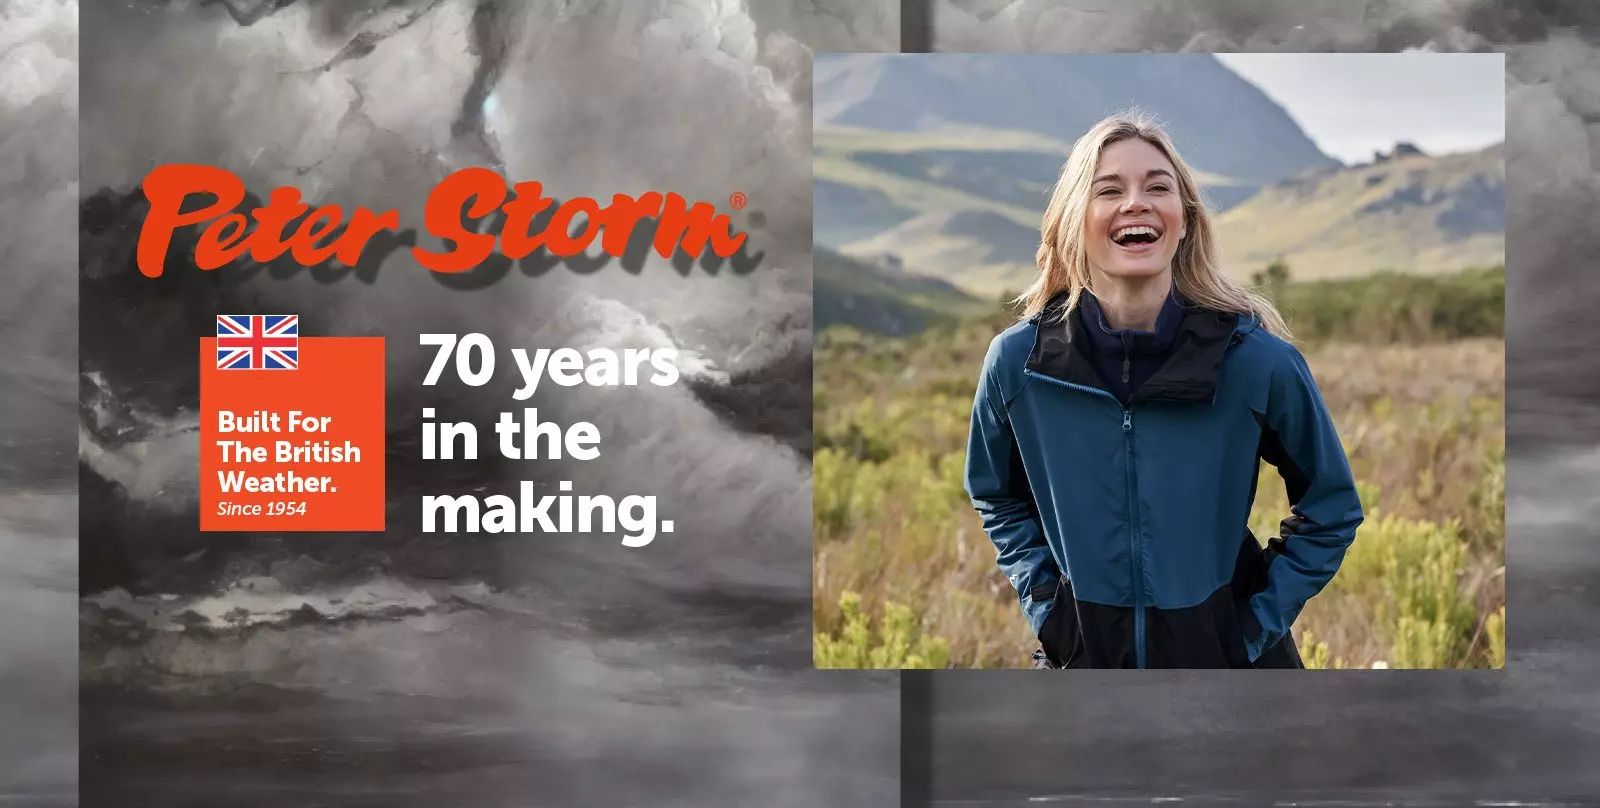 Peter Storm®
Built For
The British
Weather.
Since 1954
70 years
in the
making.